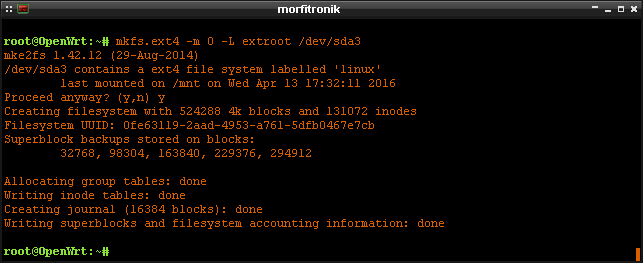 morfitronik
root@OpenWrt:~# mkfs.ext4 -m 0 -L extroot /dev/sda3
mke2fs 1.42.12 (29-Aug-2014)
/dev/sda3 contains a ext4 file system labelled 'linux'
        last mounted on /mnt on Wed Apr 13 17:32:11 2016
Proceed anyway? (y,n) y
Creating filesystem with 524288 4k blocks and 131072 inodes
Filesystem UUID: 0fe63119-2aad-4953-a761-5dfb0467e7cb
Superblock backups stored on blocks:
        32768, 98304, 163840, 229376, 294912

Allocating group tables: done
Writing inode tables: done
Creating journal (16384 blocks): done
Writing superblocks and filesystem accounting information: done

root@OpenWrt:~#